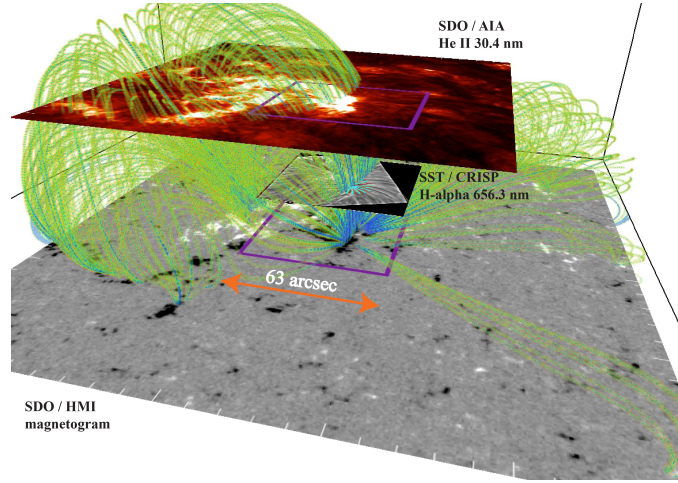 SDO / AIA
He II 30.4 nm
SST / CRISP
H-alpha 656.3 nm
63 arcsec
SDO / HMI
magnetogram